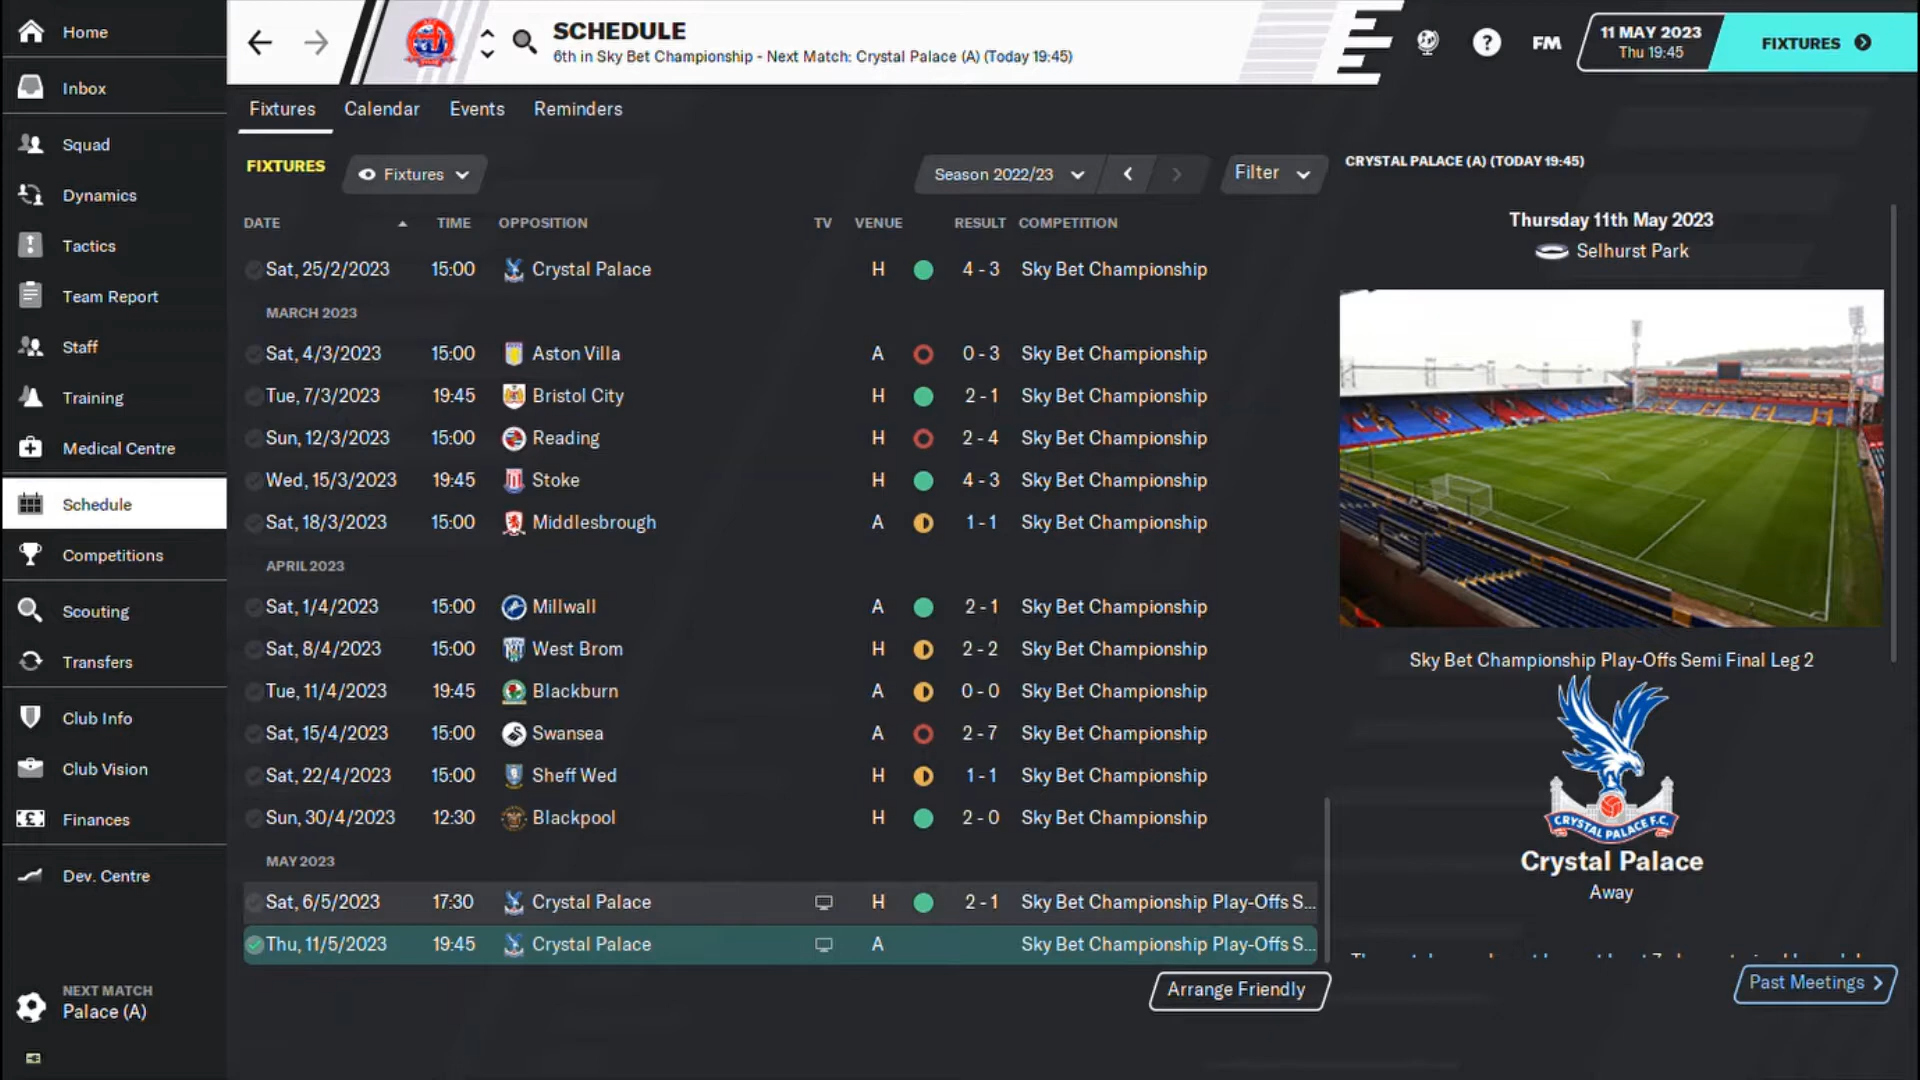 Home
Inbox
Squad
Dynamics
Tactics
Team Report
Staff
Training
Medical Centre
Schedule
Competitions
Scouting
Transfers
Club Info
Club Vision
Finances
Dev. Centre
NEXT MATCH
Palace (A)
SCHEDULE
6th in Sky Bet Championship - Next Match: Crystal Palace (A) (Today 19:45)
? FM
11 MAY 2023
Thu 19:45
FIXTURES
Fixtures Calendar Events Reminders
FIXTURES Fixtures Season 2022/23 Filter
DATE TIME OPPOSITION TV VENUE RESULT COMPETITION
Sat, 25/2/2023 15:00 Crystal Palace H 4 - 3 Sky Bet Championship
MARCH 2023
Sat, 4/3/2023 15:00 Aston Villa A 0 - 3 Sky Bet Championship
Tue, 7/3/2023 19:45 Bristol City H 2 - 1 Sky Bet Championship
Sun, 12/3/2023 15:00 Reading H 2 - 4 Sky Bet Championship
Wed, 15/3/2023 19:45 Stoke H 4 - 3 Sky Bet Championship
Sat, 18/3/2023 15:00 Middlesbrough A 1 - 1 Sky Bet Championship
APRIL 2023
Sat, 1/4/2023 15:00 Millwall A 2 - 1 Sky Bet Championship
Sat, 8/4/2023 15:00 West Brom H 2 - 2 Sky Bet Championship
Tue, 11/4/2023 19:45 Blackburn A 0 - 0 Sky Bet Championship
Sat, 15/4/2023 15:00 Swansea A 2 - 7 Sky Bet Championship
Sat, 22/4/2023 15:00 Sheff Wed H 1 - 1 Sky Bet Championship
Sun, 30/4/2023 12:30 Blackpool H 2 - 0 Sky Bet Championship
MAY 2023
Sat, 6/5/2023 17:30 Crystal Palace H 2 - 1 Sky Bet Championship Play-Offs S...
Thu, 11/5/2023 19:45 Crystal Palace A Sky Bet Championship Play-Offs S...
Arrange Friendly
CRYSTAL PALACE (A) (TODAY 19:45)
Thursday 11th May 2023
Selhurst Park
Sky Bet Championship Play-Offs Semi Final Leg 2
CRYSTAL PALACE F.C.
Crystal Palace
Away
Past Meetings